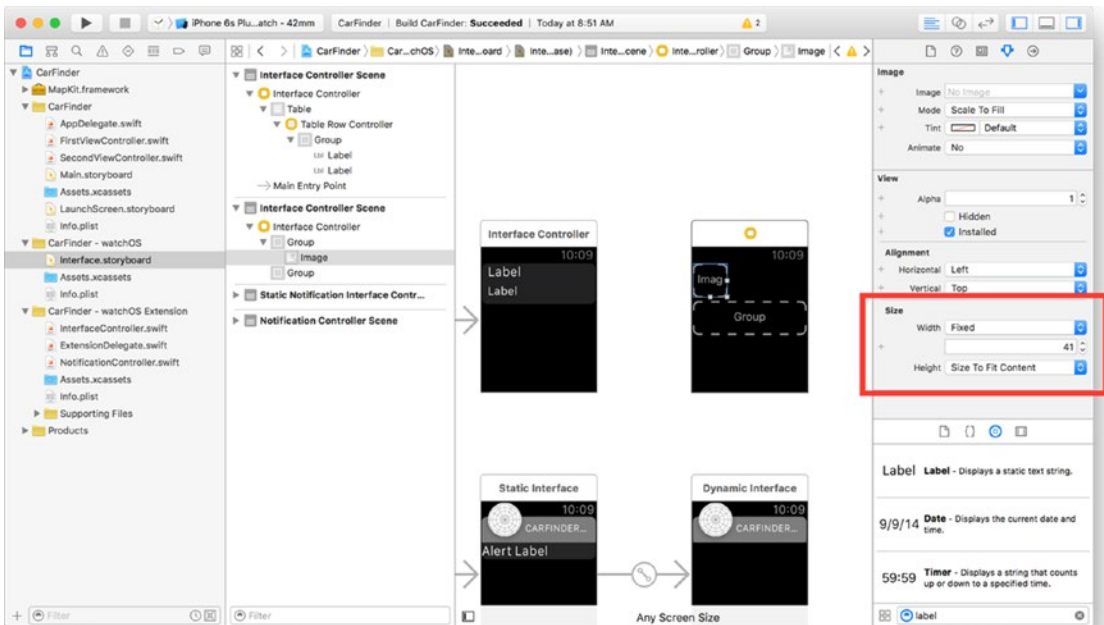 iPhone 6s Plu...atch - 42mm
CarFinder | Build CarFinder: Succeeded | Today at 8:51 AM
2
CarFinder
Car...chOS
Inte...oard
Inte...ase)
Inte...cene
Inte...roller
Group
Image
CarFinder
MapKit.framework
CarFinder
AppDelegate.swift
FirstViewController.swift
SecondViewController.swift
Main.storyboard
Assets.xcassets
LaunchScreen.storyboard
Info.plist
CarFinder - watchOS
Interface.storyboard
Assets.xcassets
Info.plist
CarFinder - watchOS Extension
InterfaceController.swift
ExtensionDelegate.swift
NotificationController.swift
Assets.xcassets
Info.plist
Supporting Files
Products
Filter
Interface Controller Scene
Interface Controller
Table
Table Row Controller
Group
Lbl Label
Lbl Label
Main Entry Point
Interface Controller Scene
Interface Controller
Group
Image
Group
Static Notification Interface Contr...
Notification Controller Scene
Filter
Interface Controller
10:09
Label
Label
10:09
Imag
Group
Static Interface
10:09
CARFINDER...
Alert Label
Dynamic Interface
10:09
CARFINDER...
Any Screen Size
Image
Image No Image
Mode Scale To Fill
Tint Default
Animate No
View
Alpha 1
Hidden
Installed
Alignment
Horizontal Left
Vertical Top
Size
Width Fixed
41
Height Size To Fit Content
Label Label - Displays a static text string.
9/9/14 Date - Displays the current date and
time.
59:59 Timer - Displays a string that counts
up or down to a specified time.
label